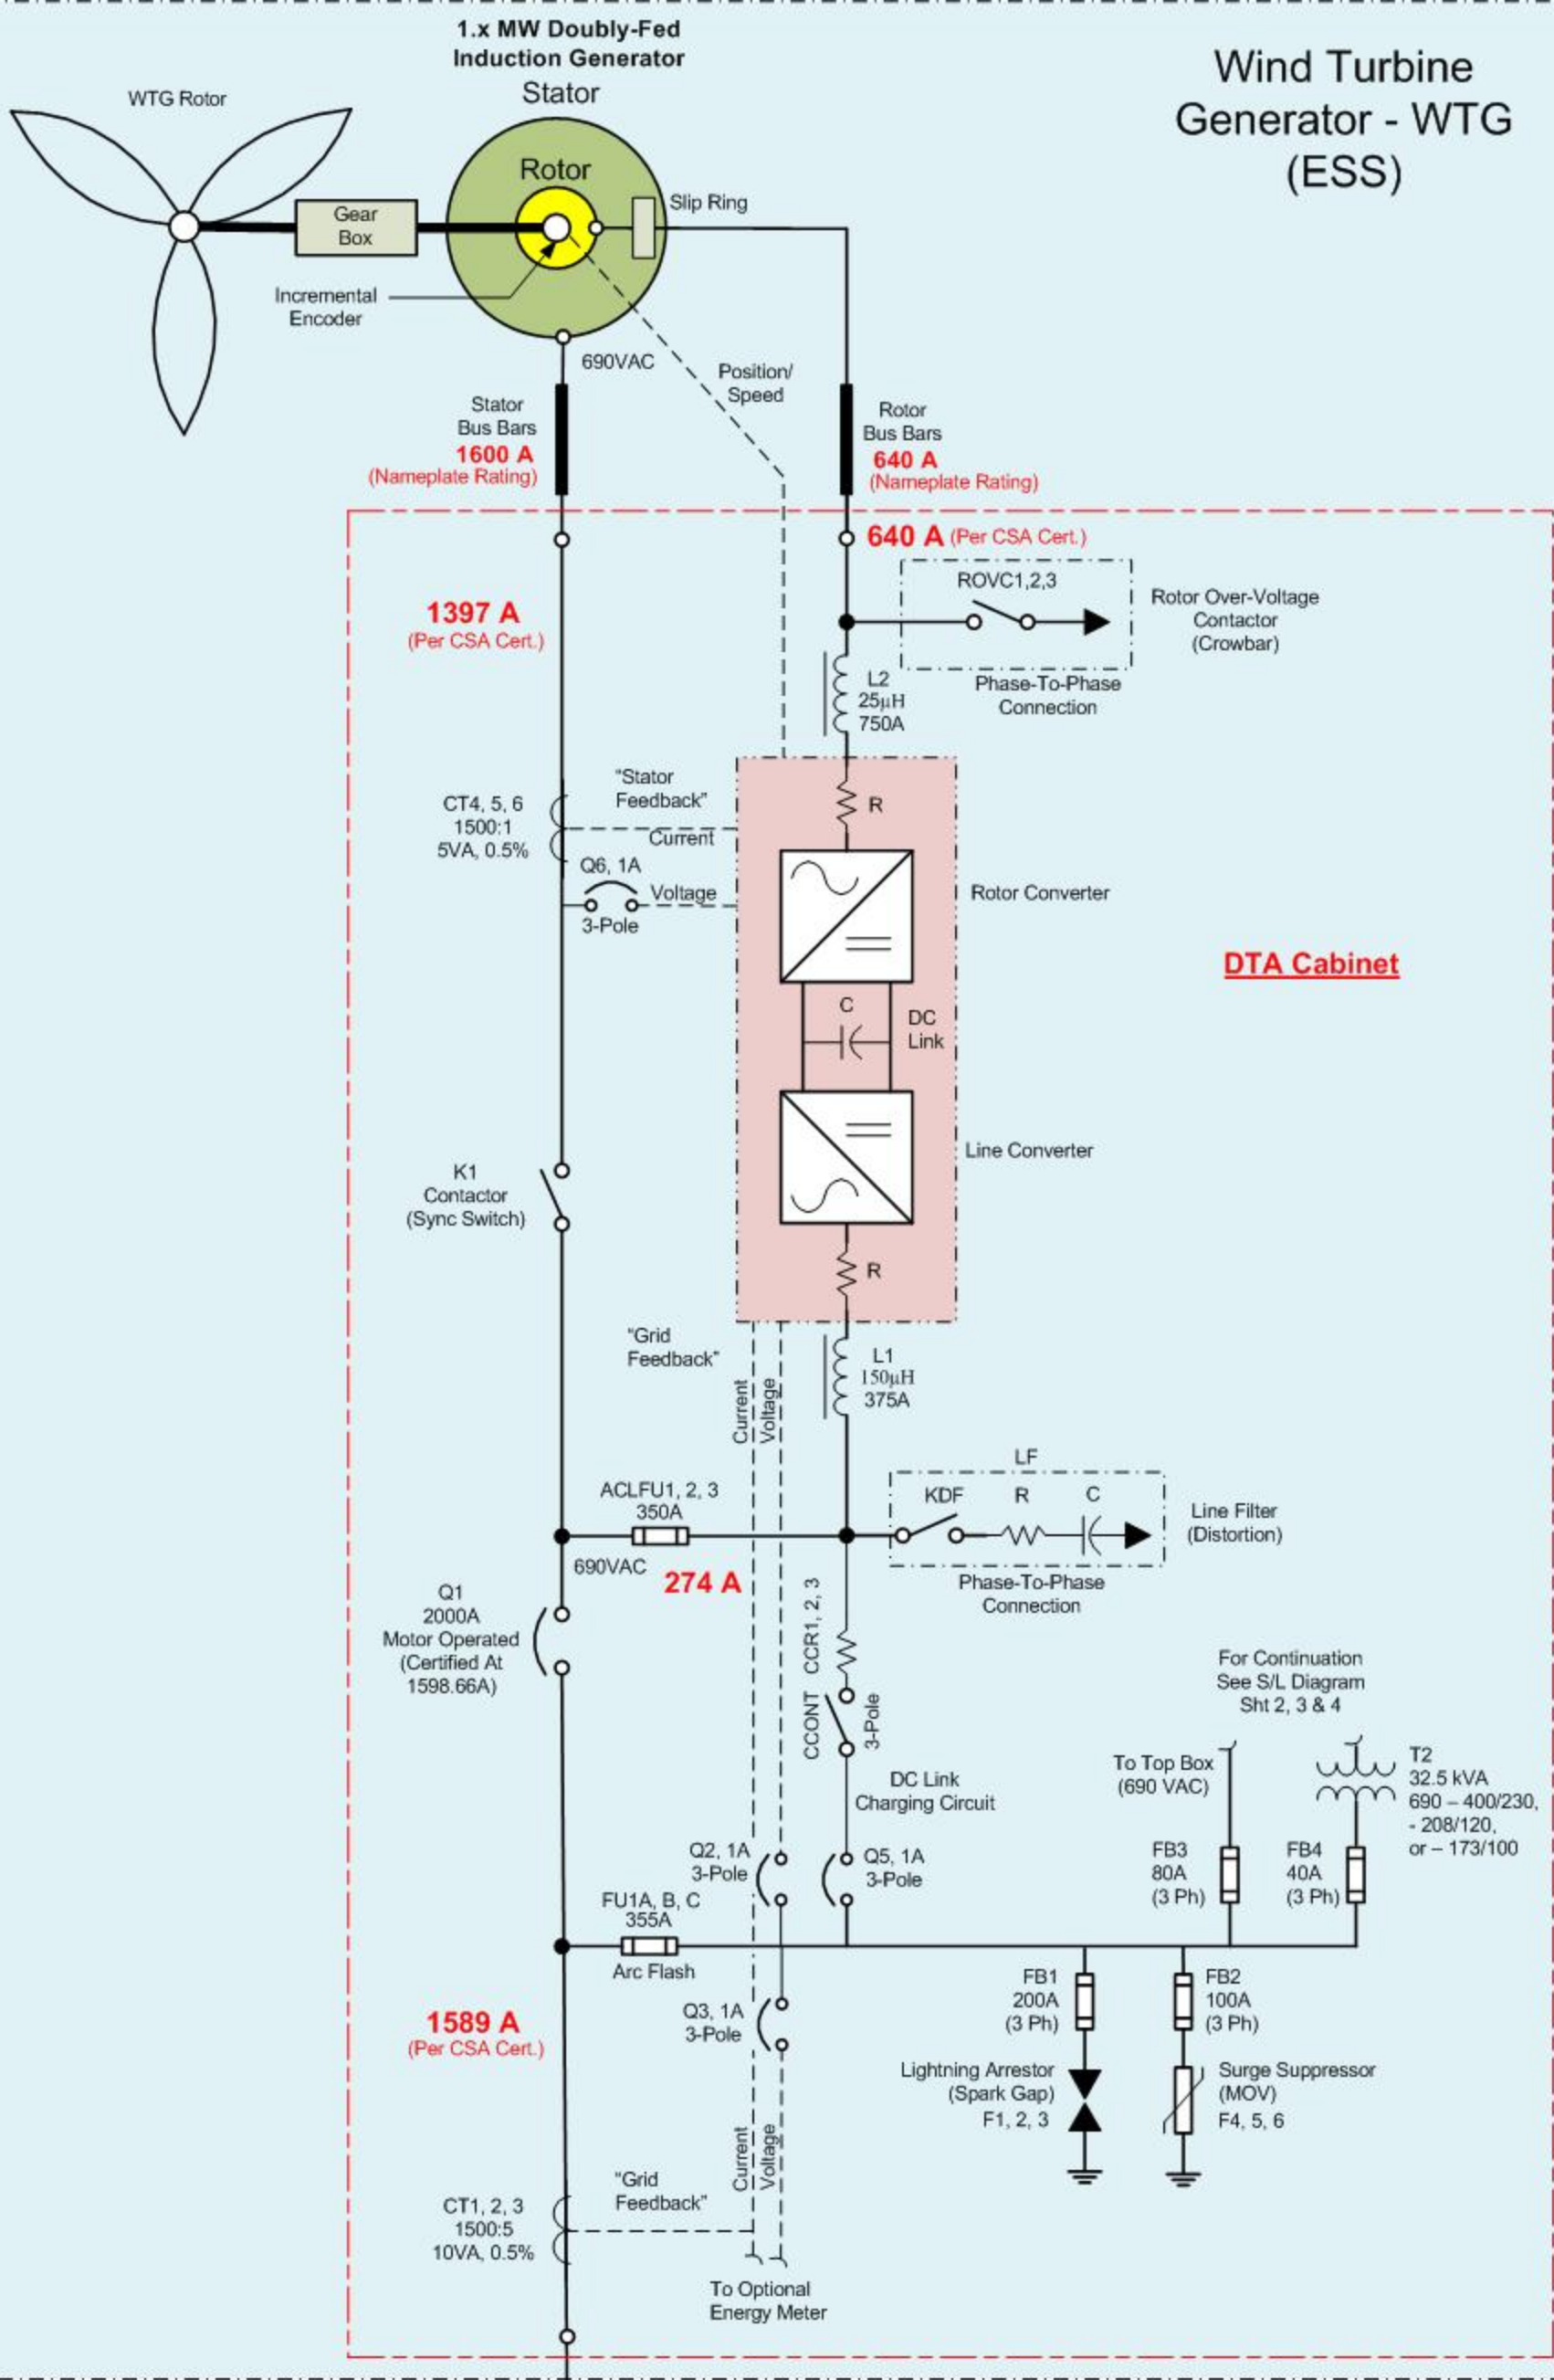 1.x MW Doubly-Fed
Induction Generator
Stator
Wind Turbine
Generator - WTG
(ESS)
WTG Rotor
Rotor
Slip Ring
Gear
Box
Incremental
Encoder
690VAC
Position/
Speed
Stator
Bus Bars
1600 A
(Nameplate Rating)
Rotor
Bus Bars
640 A
(Nameplate Rating)
640 A (Per CSA Cert.)
1397 A
(Per CSA Cert.)
ROVC1,2,3
Rotor Over-Voltage
Contactor
(Crowbar)
Phase-To-Phase
Connection
L2
25µH
750A
"Stator
Feedback"
Current
CT4, 5, 6
1500:1
5VA, 0.5%
Q6, 1A
Voltage
3-Pole
R
Rotor Converter
DTA Cabinet
C
DC
Link
Line Converter
K1
Contactor
(Sync Switch)
R
"Grid
Feedback"
Current
Voltage
L1
150µH
375A
ACLFU1, 2, 3
350A
690VAC
274 A
LF
KDF
R
C
Line Filter
(Distortion)
Phase-To-Phase
Connection
Q1
2000A
Motor Operated
(Certified At
1598.66A)
CCR1, 2, 3
CCONT
3-Pole
DC Link
Charging Circuit
For Continuation
See S/L Diagram
Sht 2, 3 & 4
To Top Box
(690 VAC)
T2
32.5 kVA
690 – 400/230,
- 208/120,
or – 173/100
Q2, 1A
3-Pole
Q5, 1A
3-Pole
FB3
80A
(3 Ph)
FB4
40A
(3 Ph)
FU1A, B, C
355A
Arc Flash
Q3, 1A
3-Pole
1589 A
(Per CSA Cert.)
FB1
200A
(3 Ph)
FB2
100A
(3 Ph)
Lightning Arrestor
(Spark Gap)
F1, 2, 3
Surge Suppressor
(MOV)
F4, 5, 6
Current
Voltage
"Grid
Feedback"
CT1, 2, 3
1500:5
10VA, 0.5%
To Optional
Energy Meter